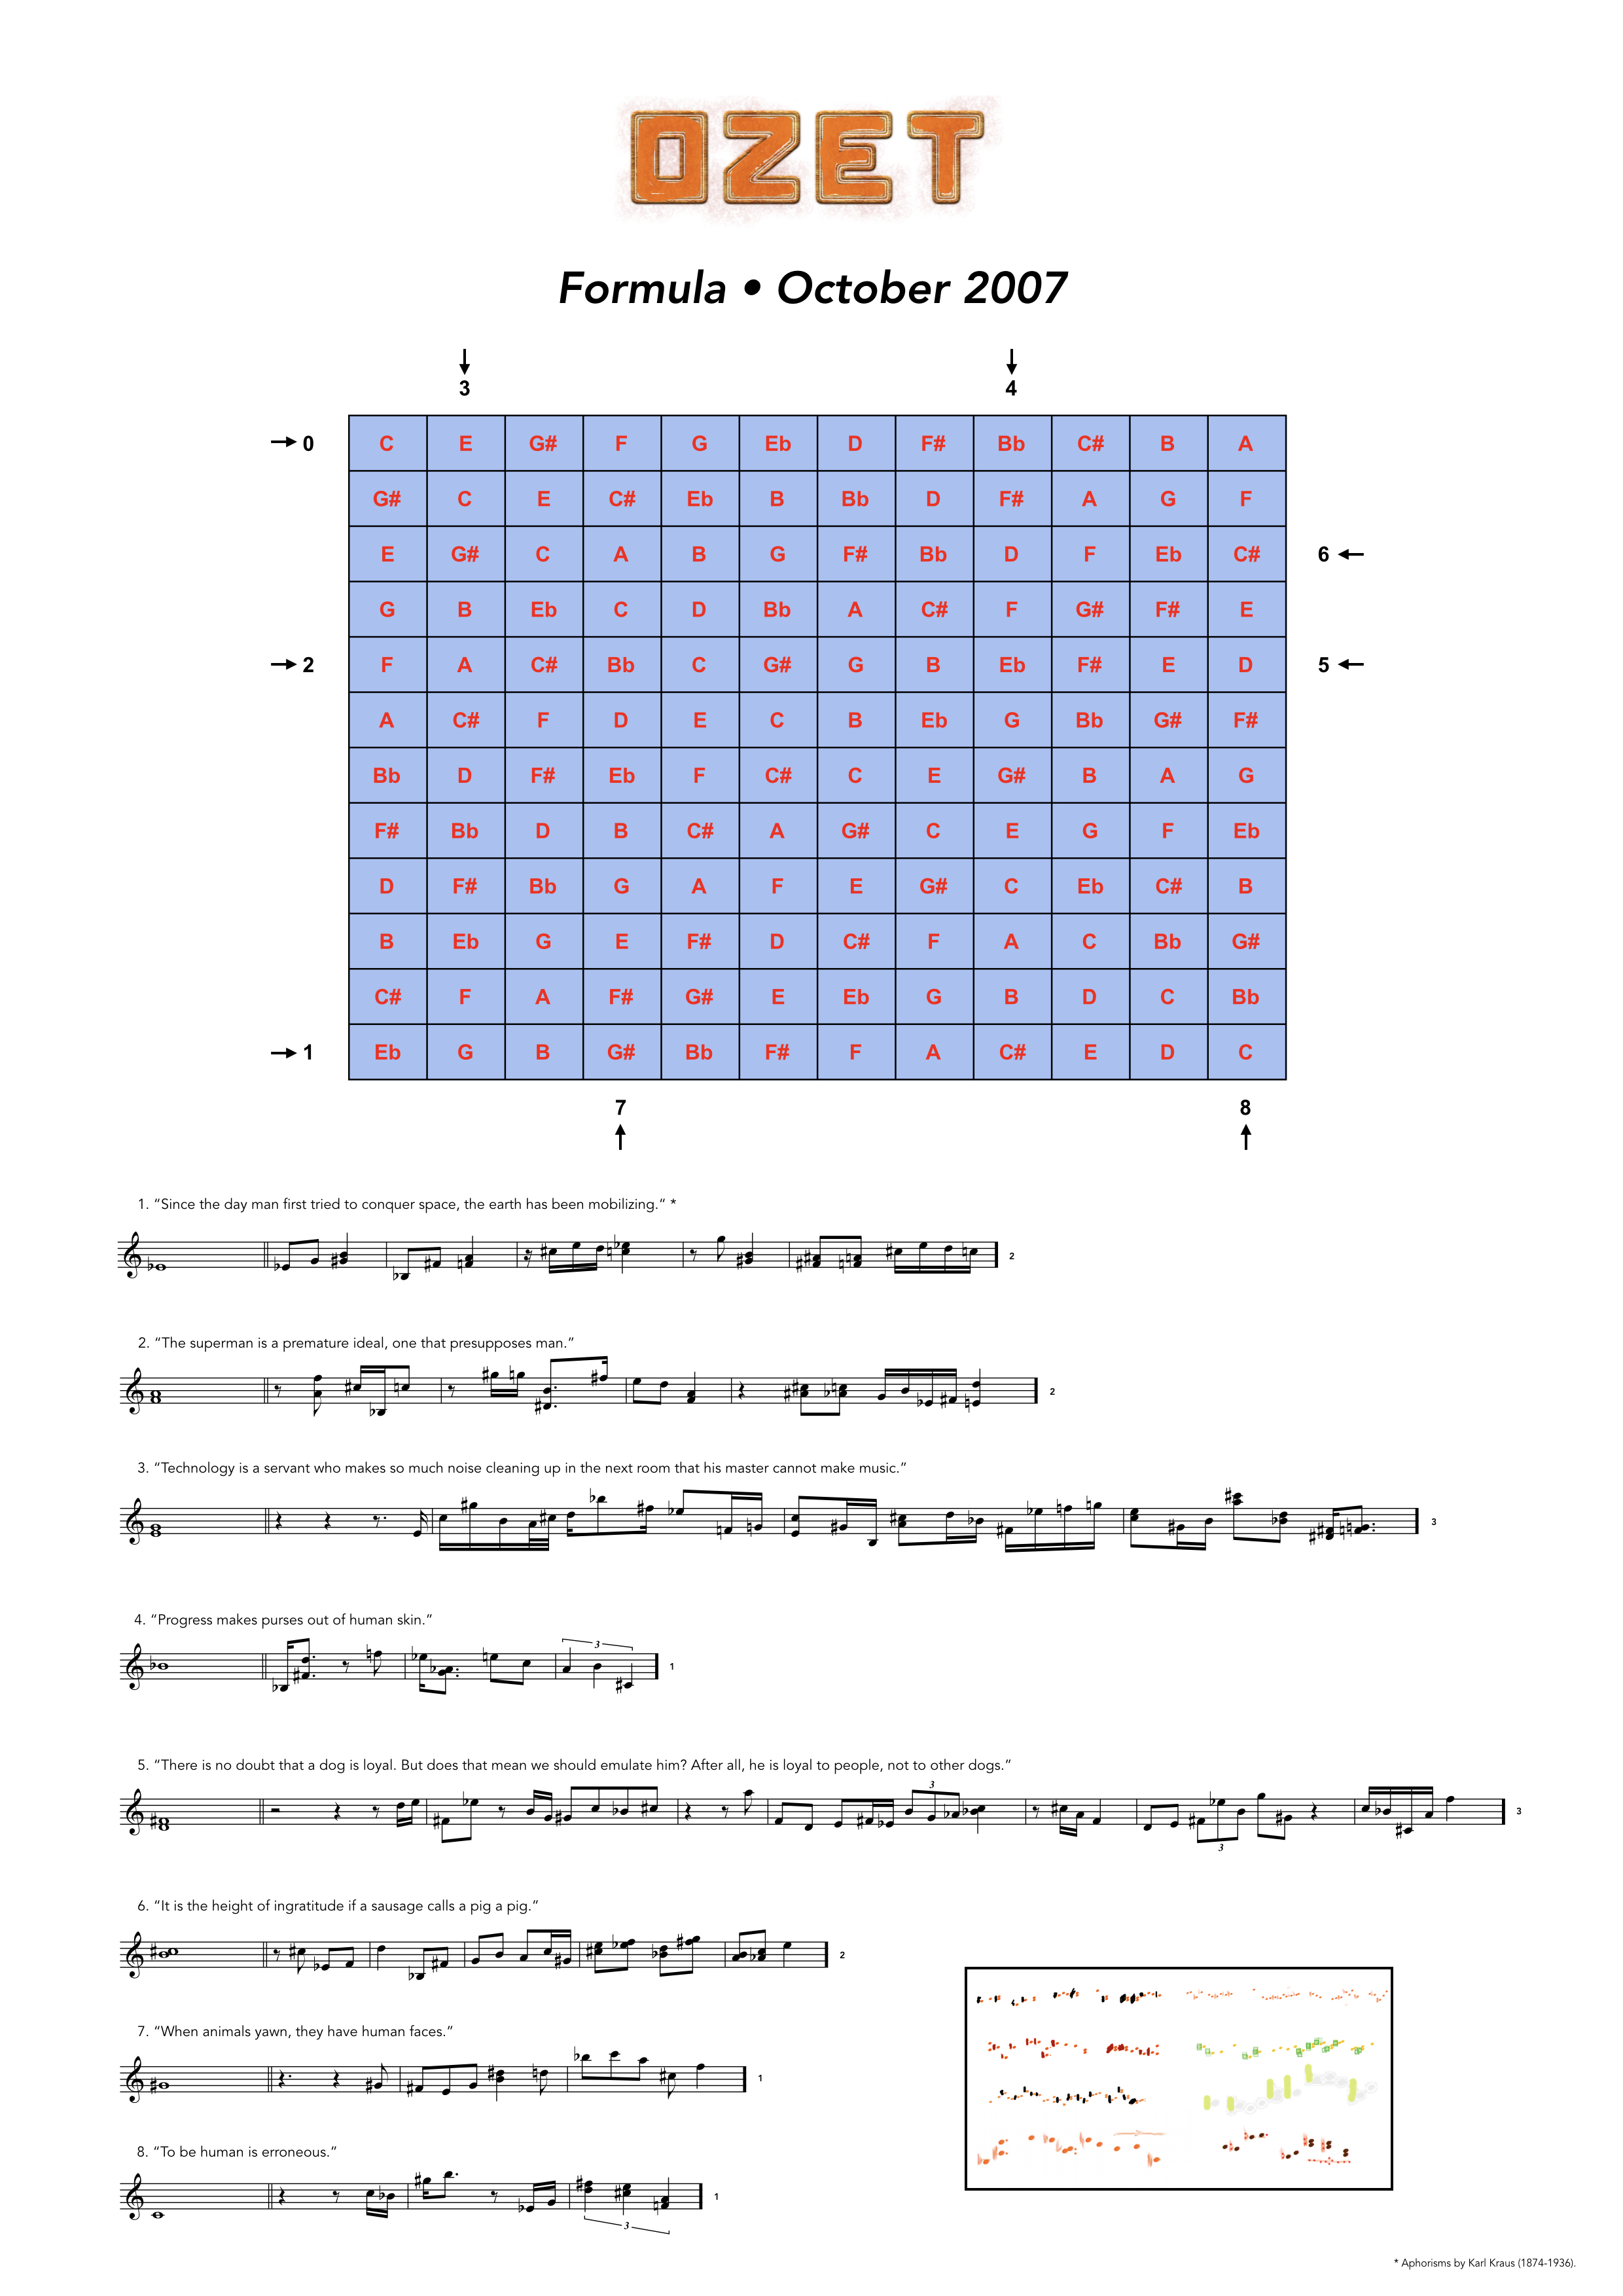 OZET
Formula • October 2007
3 4
0 C E G# F G Eb D F# Bb C# B A
G# C E C# Eb B Bb D F# A G F
E G# C A B G F# Bb D F Eb C# 6
G B Eb C D Bb A C# F G# F# E
2 F A C# Bb C G# G B Eb F# E D 5
A C# F D E C B Eb G Bb G# F#
Bb D F# Eb F C# C E G# B A G
F# Bb D B C# A G# C E G F Eb
D F# Bb G A F E G# C Eb C# B
B Eb G E F# D C# F A C Bb G#
C# F A F# G# E Eb G B D C Bb
1 Eb G B G# Bb F# F A C# E D C
7 8
1. “Since the day man first tried to conquer space, the earth has been mobilizing.” *
2
2. “The superman is a premature ideal, one that presupposes man.”
2
3. “Technology is a servant who makes so much noise cleaning up in the next room that his master cannot make music.”
3
4. “Progress makes purses out of human skin.”
3
1
5. “There is no doubt that a dog is loyal. But does that mean we should emulate him? After all, he is loyal to people, not to other dogs.”
3
3
3
6. “It is the height of ingratitude if a sausage calls a pig a pig.”
2
7. “When animals yawn, they have human faces.”
1
8. “To be human is erroneous.”
1
3
* Aphorisms by Karl Kraus (1874-1936).